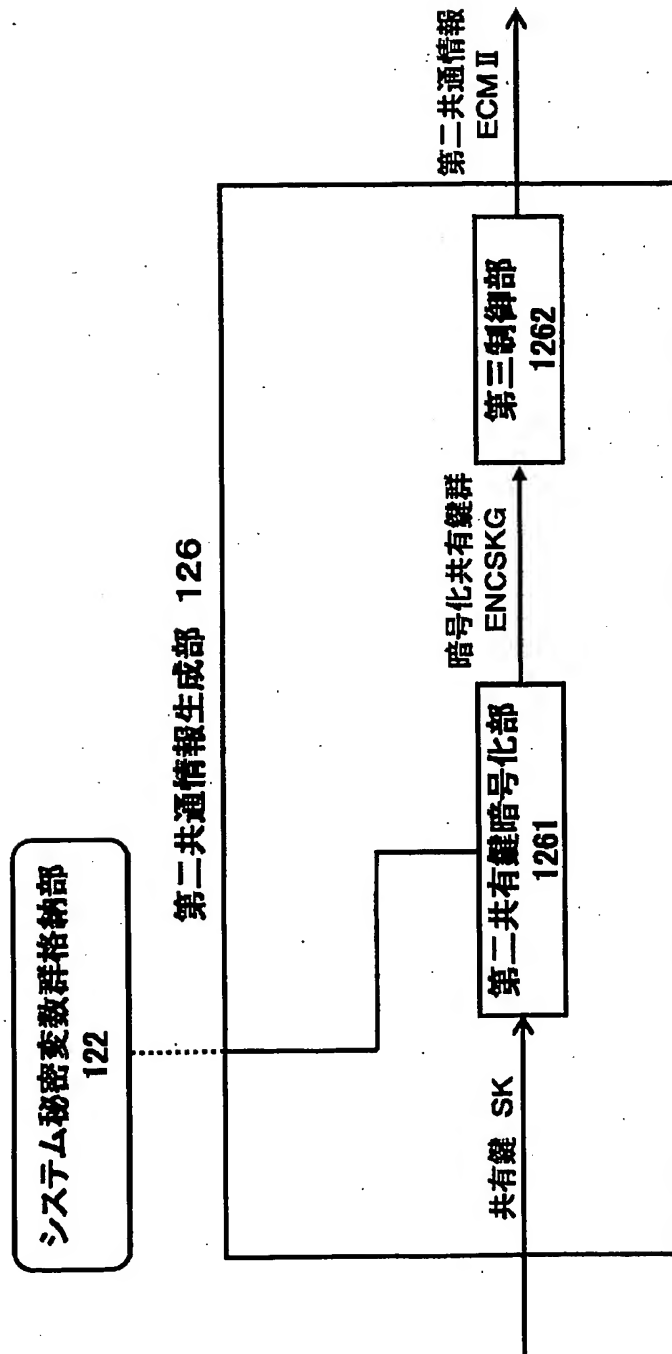 システム秘密変数群格納部
122
第二共通情報生成部 126
共有鍵 SK
第二共有鍵暗号化部
1261
暗号化共有鍵群
ENCSKG
第三制御部
1262
第二共通情報
ECMⅡ